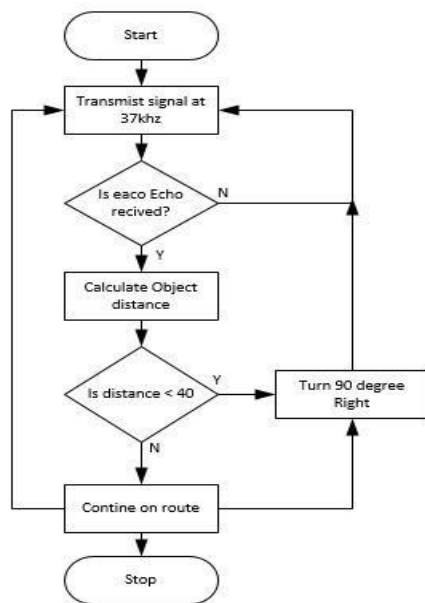 Start
Transmist signal at
37khz
Is eaco Echo
recived?
N
Y
Calculate Object
distance
Is distance < 40
Y
Turn 90 degree
Right
N
Contine on route
Stop